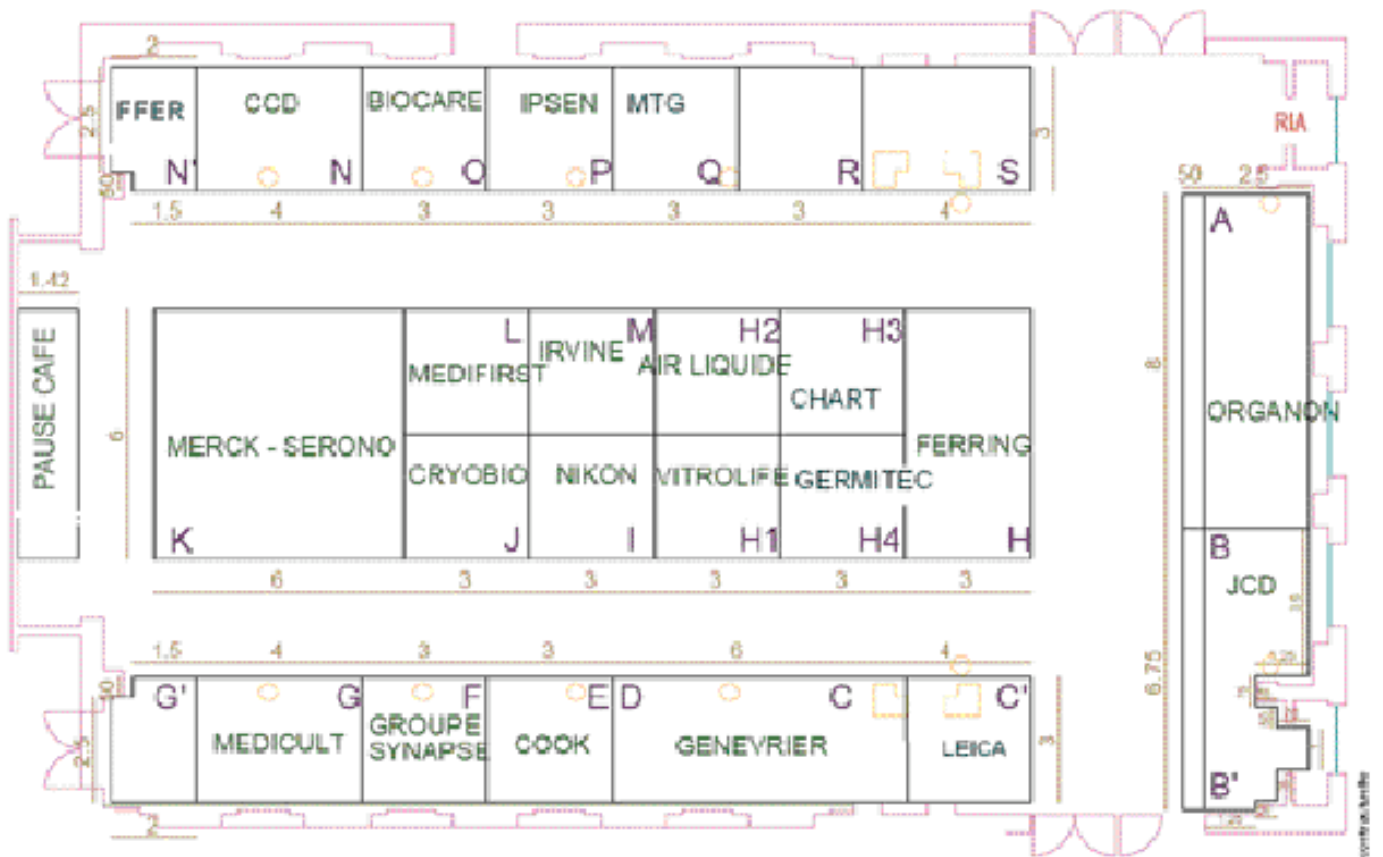 2
FFER
CCD
BIOCARE
IPSEN
MTG
2.5
3
RIA
N'
N
O
P
Q
R
S
50
50
2.5
1.5
4
3
3
3
3
4
A
1.42
L
M
H2
H3
PAUSE CAFE
MEDIFIRST
IRVINE
AIR LIQUIDE
CHART
8
ORGANON
6
MERCK - SERONO
FERRING
CRYOBIO
NIKON
VITROLIFE
GERMITEC
K
J
I
H1
H4
H
B
JCD
6
3
3
3
3
3
1.5
4
3
3
6
4
6.75
G'
G
F
E
D
C
C'
MEDICULT
GROUPE
SYNAPSE
COOK
GENEVRIER
LEICA
2.5
3
B'
2